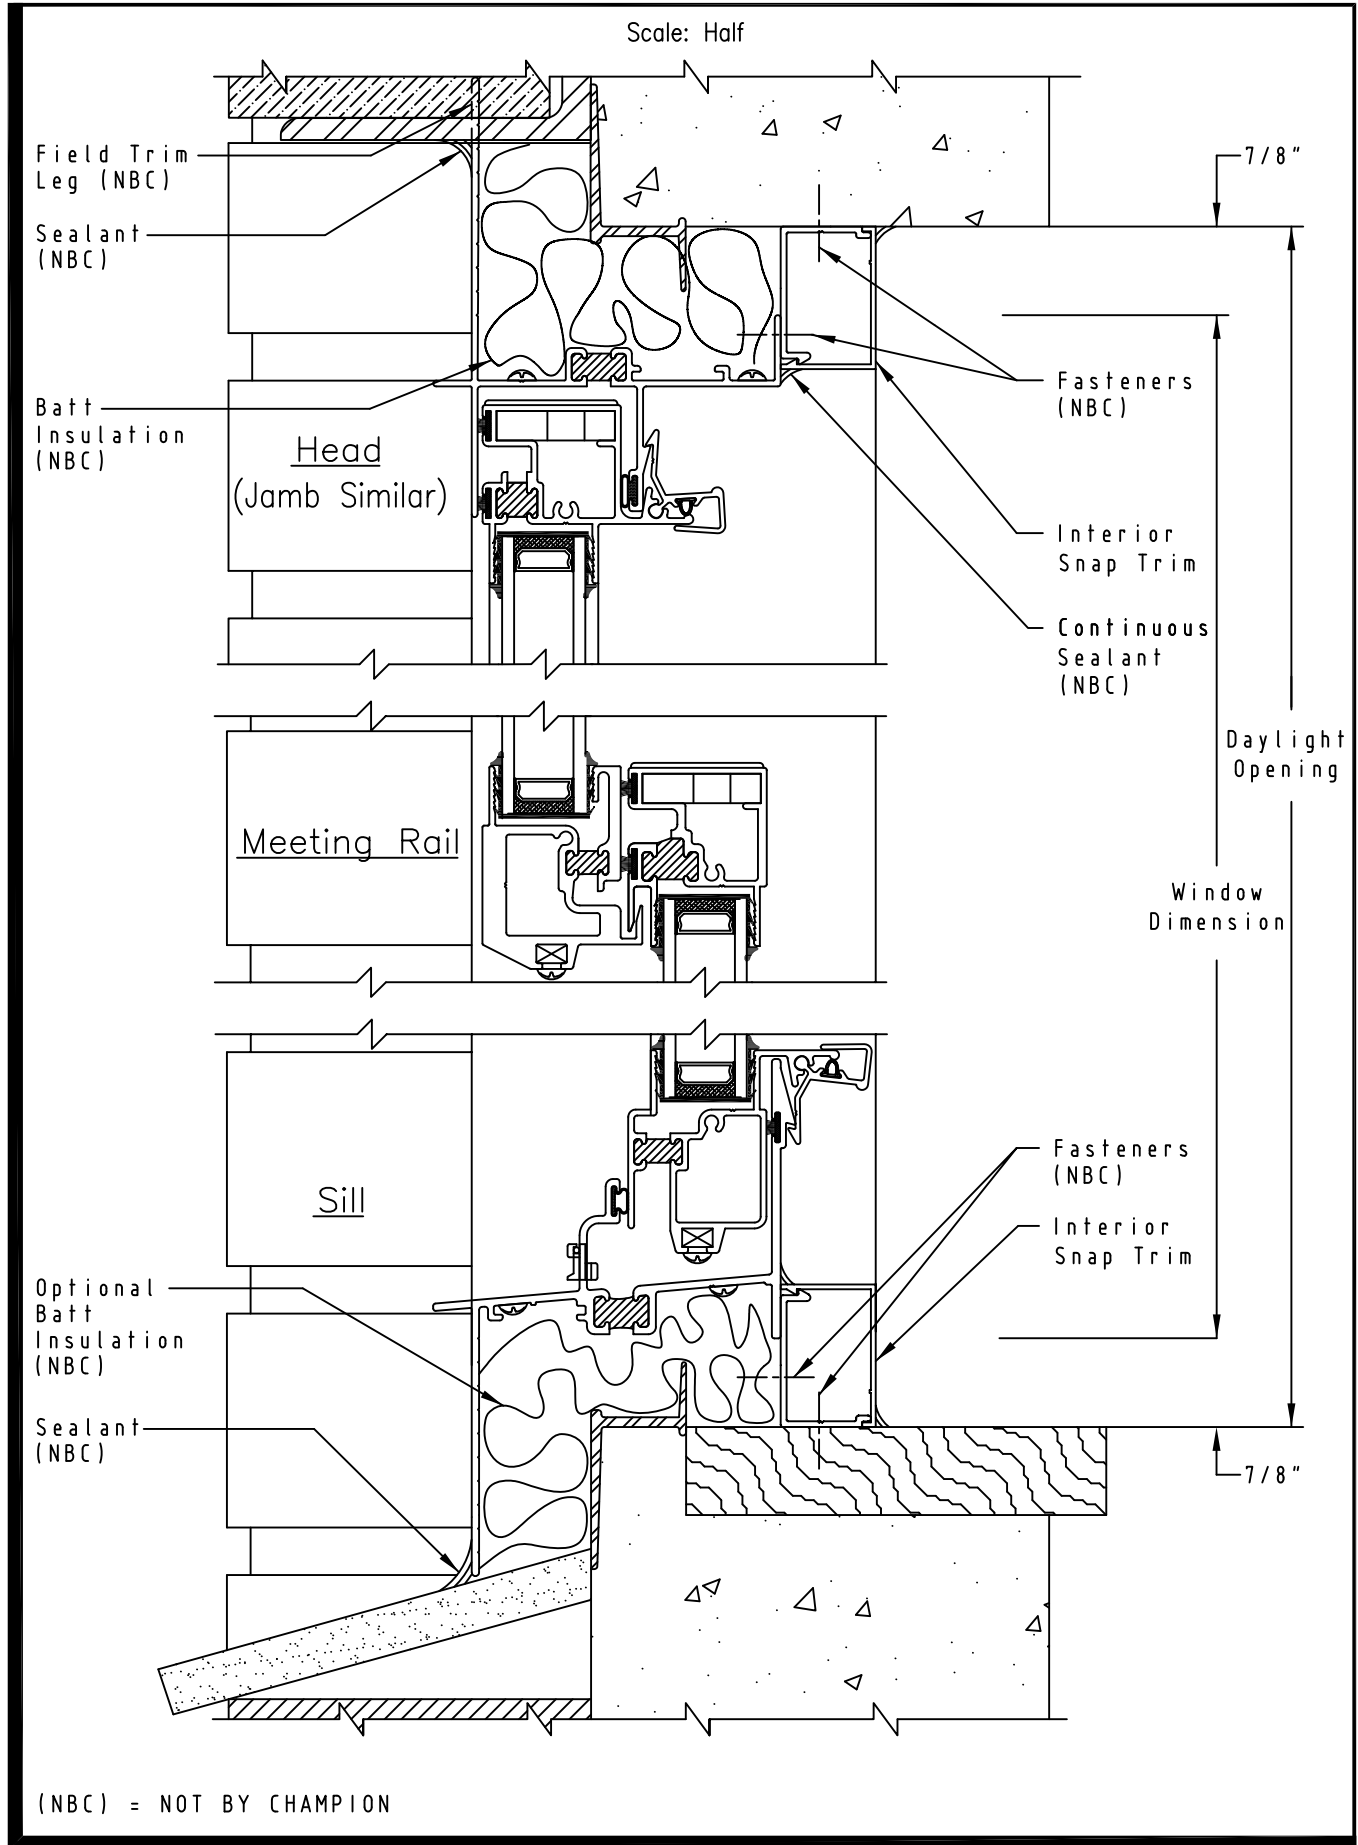 Scale: Half
Field Trim
Leg (NBC)
Sealant
(NBC)
Batt
Insulation
(NBC)
Head
(Jamb Similar)
7/8"
Fasteners
(NBC)
Interior
Snap Trim
Continuous
Sealant
(NBC)
Daylight
Opening
Meeting Rail
Window
Dimension
Sill
Fasteners
(NBC)
Interior
Snap Trim
Optional
Batt
Insulation
(NBC)
Sealant
(NBC)
7/8"
(NBC) = NOT BY CHAMPION